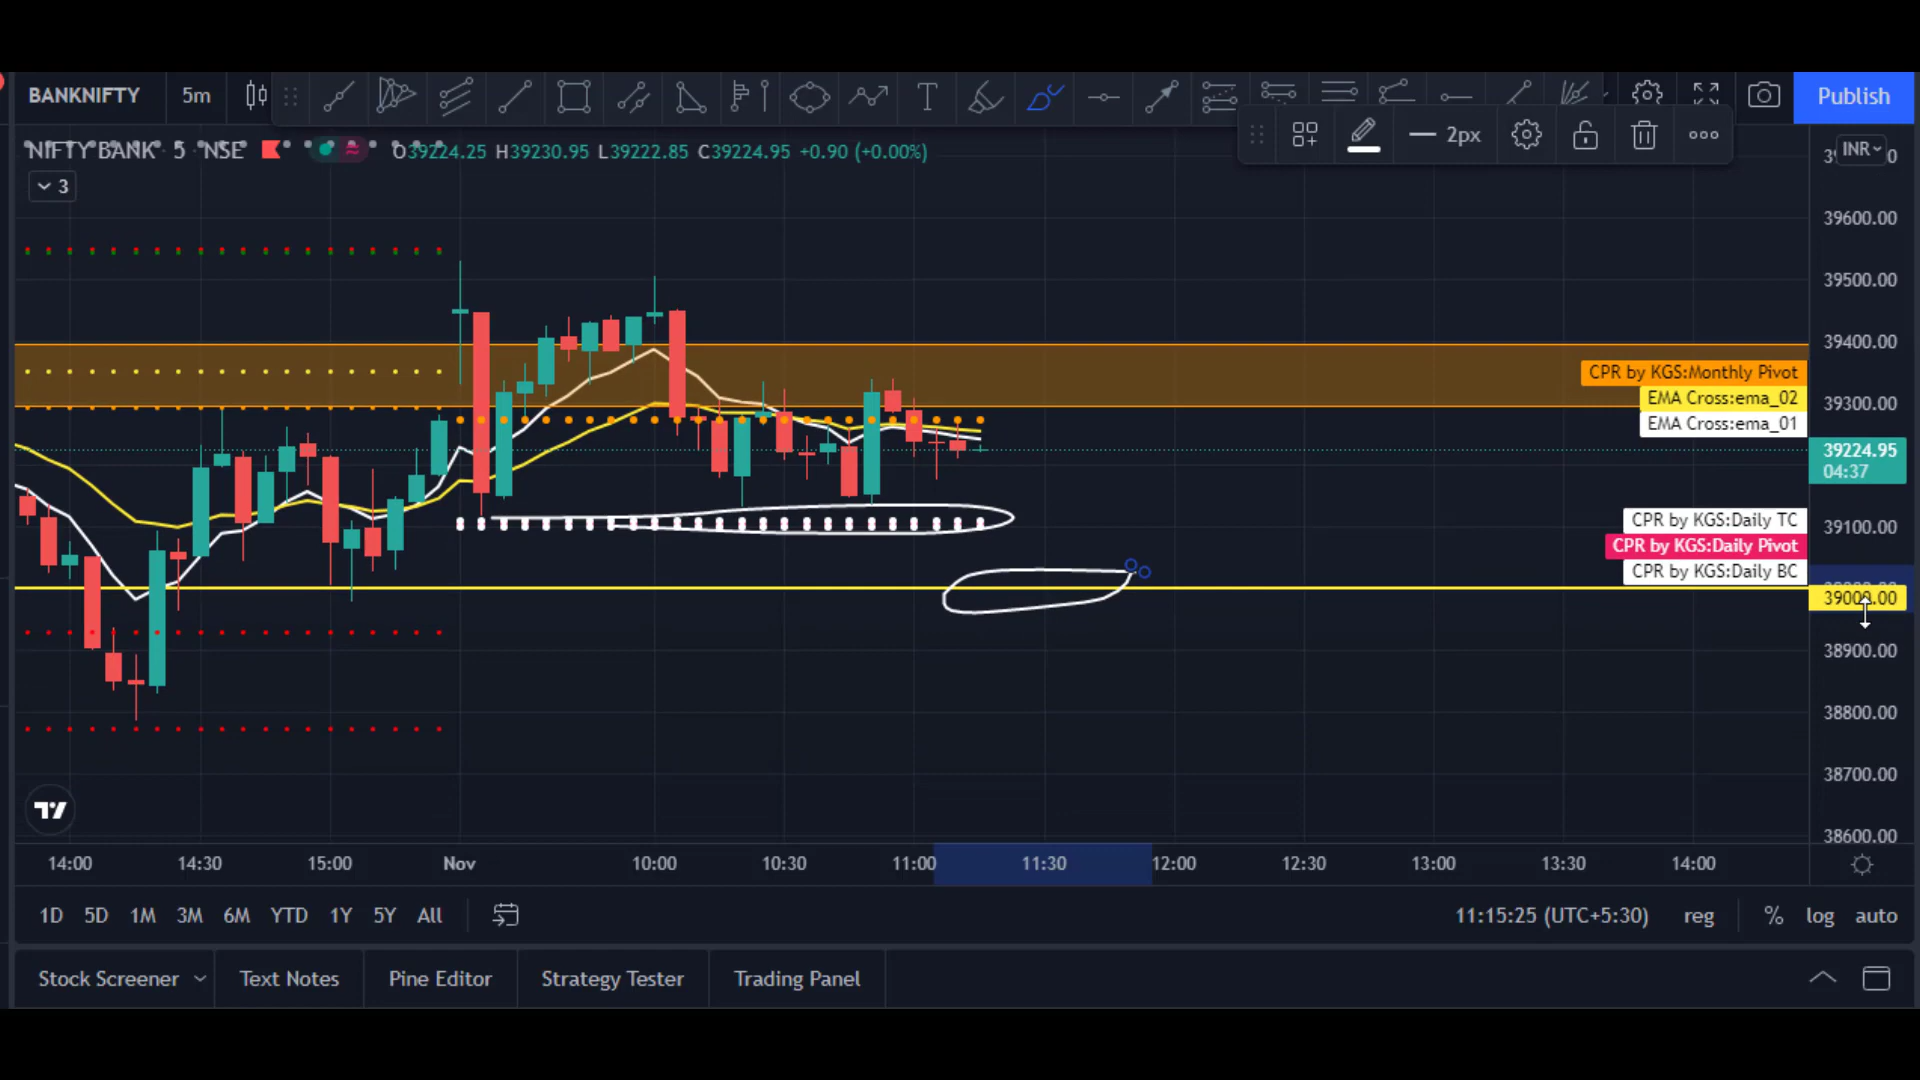 BANKNIFTY 5m Publish
NIFTY BANK · 5 · NSE O39224.25 H39230.95 L39222.85 C39224.95 +0.90 (+0.00%)
2px
INR
3
39600.00
39500.00
39400.00
CPR by KGS:Monthly Pivot
EMA Cross:ema_02
39300.00
EMA Cross:ema_01
39224.95
04:37
CPR by KGS:Daily TC
39100.00
CPR by KGS:Daily Pivot
CPR by KGS:Daily BC
39000.00
38900.00
38800.00
38700.00
38600.00
14:00 14:30 15:00 Nov 10:00 10:30 11:00 11:30 12:00 12:30 13:00 13:30 14:00
1D 5D 1M 3M 6M YTD 1Y 5Y All 11:15:25 (UTC+5:30) reg % log auto
Stock Screener Text Notes Pine Editor Strategy Tester Trading Panel